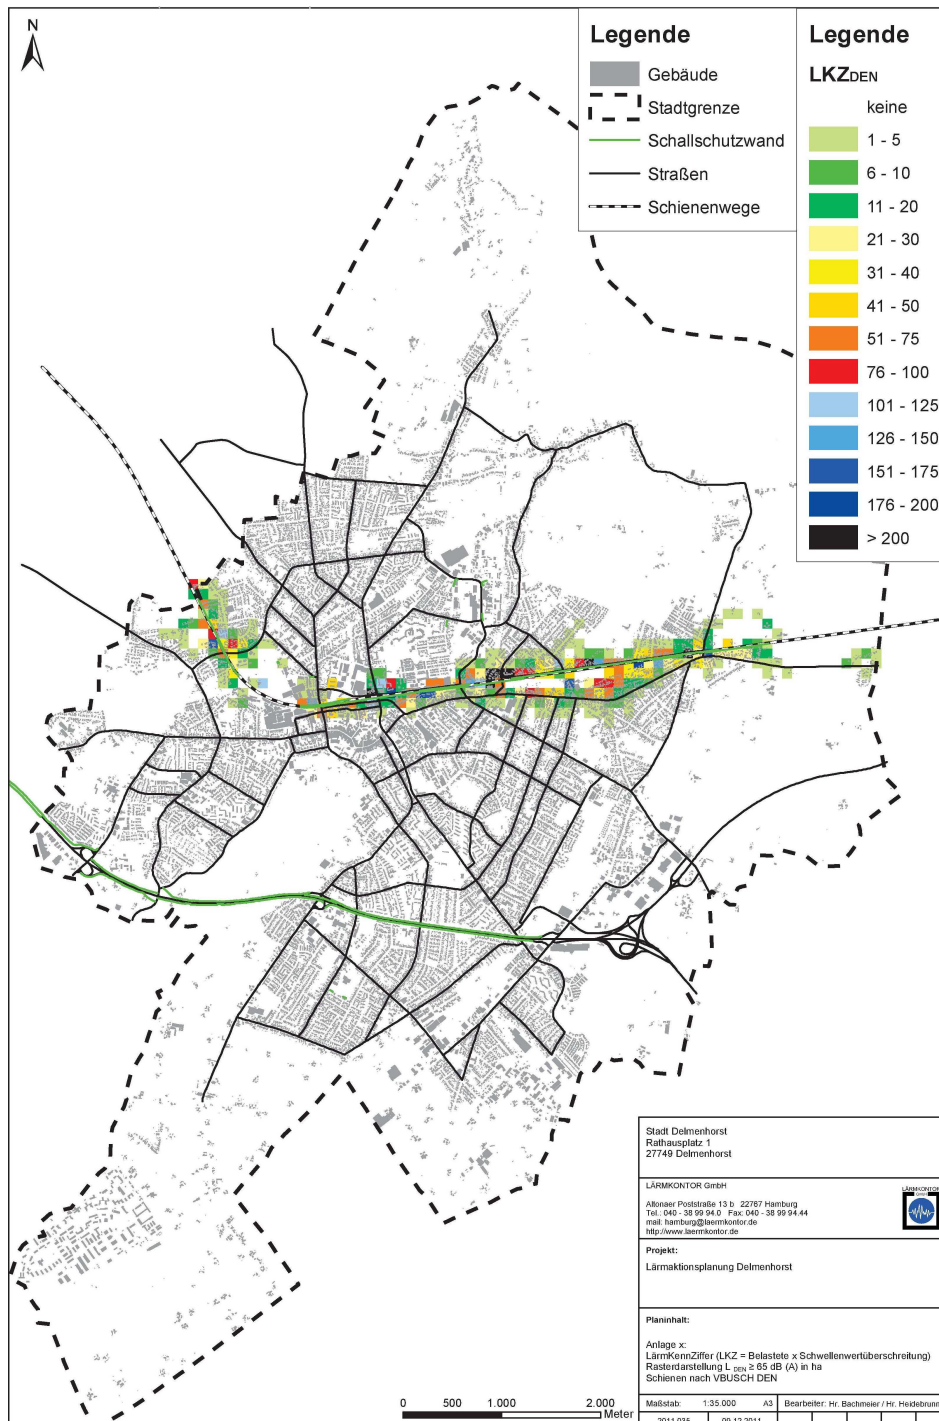 N
Legende
Gebäude
Stadtgrenze
Schallschutzwand
Straßen
Schienenwege
Legende
LKZDEN
keine
1 - 5
6 - 10
11 - 20
21 - 30
31 - 40
41 - 50
51 - 75
76 - 100
101 - 125
126 - 150
151 - 175
176 - 200
> 200
0 500 1.000 2.000
Meter
Stadt Delmenhorst
Rathausplatz 1
27749 Delmenhorst
LÄRMKONTOR GmbH
Altonaer Poststraße 13 b 22767 Hamburg
Tel.: 040 - 38 99 94.0 Fax: 040 - 38 99 94.44
mail: hamburg@laermkontor.de
http://www.laermkontor.de
LÄRMKONTOR
GmbH
Projekt:
Lärmaktionsplanung Delmenhorst
Planinhalt:
Anlage x:
LärmKennZiffer (LKZ = Belastete x Schwellenwertüberschreitung)
Rasterdarstellung L DEN ≥ 65 dB (A) in ha
Schienen nach VBUSCH DEN
Maßstab: 1:35.000 A3 Bearbeiter: Hr. Bachmeier / Hr. Heidebrunn
2011.035 09.12.2011